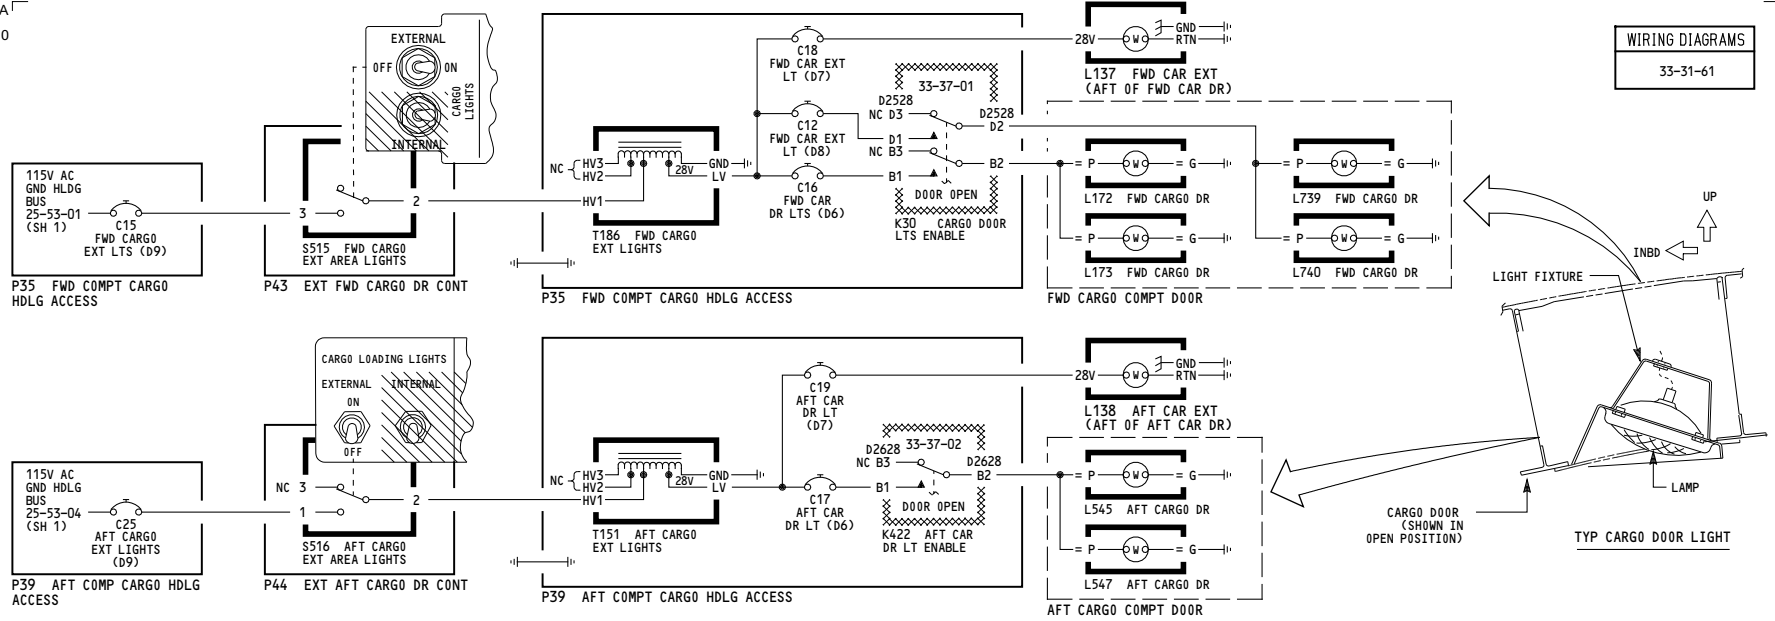 A
0
WIRING DIAGRAMS
33-31-61
EXTERNAL
OFF
ON
CARGO
LIGHTS
INTERNAL
115V AC
GND HLDG
BUS
25-53-01
(SH 1)
C15
FWD CARGO
EXT LTS (D9)
P35 FWD COMPT CARGO
HDLG ACCESS
3
2
S515 FWD CARGO
EXT AREA LIGHTS
P43 EXT FWD CARGO DR CONT
NC
HV3
HV2
HV1
GND
28V
LV
T186 FWD CARGO
EXT LIGHTS
C18
FWD CAR EXT
LT (D7)
C12
FWD CAR EXT
LT (D8)
C16
FWD CAR
DR LTS (D6)
33-37-01
D2528
NC D3
D1
NC B3
B1
D2528
D2
B2
DOOR OPEN
K30 CARGO DOOR
LTS ENABLE
P35 FWD COMPT CARGO HDLG ACCESS
28V
W
GND
RTN
L137 FWD CAR EXT
(AFT OF FWD CAR DR)
= P
W
= G
L172 FWD CARGO DR
= P
W
= G
L739 FWD CARGO DR
= P
W
= G
L173 FWD CARGO DR
= P
W
= G
L740 FWD CARGO DR
FWD CARGO COMPT DOOR
UP
INBD
LIGHT FIXTURE
LAMP
CARGO DOOR
(SHOWN IN
OPEN POSITION)
TYP CARGO DOOR LIGHT
CARGO LOADING LIGHTS
EXTERNAL
INTERNAL
ON
OFF
115V AC
GND HLDG
BUS
25-53-04
(SH 1)
C25
AFT CARGO
EXT LIGHTS
(D9)
P39 AFT COMP CARGO HDLG
ACCESS
NC 3
1
2
S516 AFT CARGO
EXT AREA LIGHTS
P44 EXT AFT CARGO DR CONT
NC
HV3
HV2
HV1
GND
28V
LV
T151 AFT CARGO
EXT LIGHTS
C19
AFT CAR
DR LT
(D7)
C17
AFT CAR
DR LT (D6)
33-37-02
D2628
NC B3
B1
D2628
B2
DOOR OPEN
K422 AFT CAR
DR LT ENABLE
P39 AFT COMPT CARGO HDLG ACCESS
28V
W
GND
RTN
L138 AFT CAR EXT
(AFT OF AFT CAR DR)
= P
W
= G
L545 AFT CARGO DR
= P
W
= G
L547 AFT CARGO DR
AFT CARGO COMPT DOOR